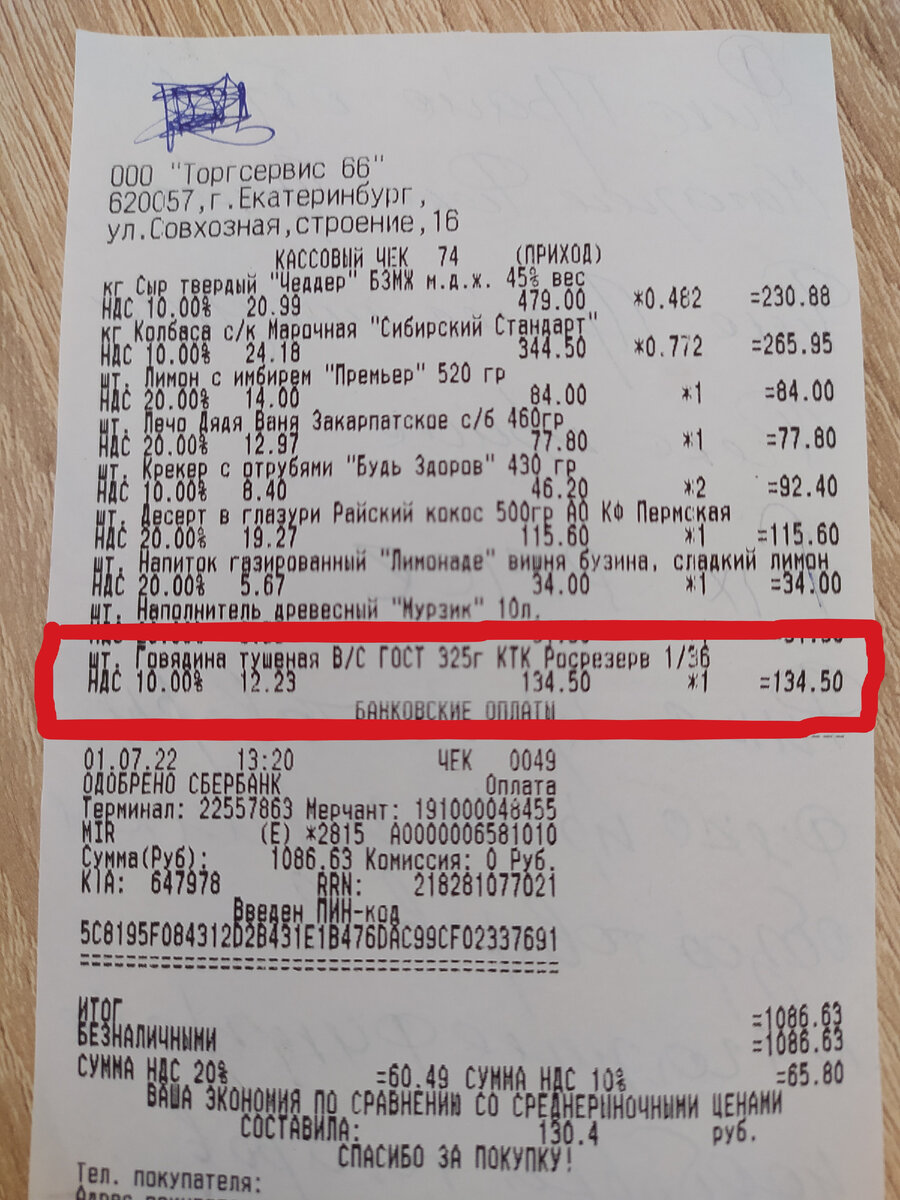 ООО "Торгсервис 66"
620057,г.Екатеринбург,
ул.Совхозная,строение,16
КАССОВЫЙ ЧЕК 74 (ПРИХОД)
кг Сыр твердый "Чеддер" БЗМЖ м.д.ж. 45% вес
НДС 10.00% 20.99 479.00 *0.482 =230.88
кг Колбаса с/к Марочная "Сибирский Стандарт"
НДС 10.00% 24.18 344.50 *0.772 =265.95
шт. Лимон с имбирем "Премьер" 520 гр
НДС 20.00% 14.00 84.00 *1 =84.00
шт. Лечо Дядя Ваня Закарпатское с/б 460гр
НДС 20.00% 12.97 77.80 *1 =77.80
шт. Крекер с отрубями "Будь Здоров" 430 гр
НДС 10.00% 8.40 46.20 *2 =92.40
шт. Десерт в глазури Райский кокос 500гр АО КФ Пермская
НДС 20.00% 19.27 115.60 *1 =115.60
шт. Напиток газированный "Лимонаде" вишня бузина, сладкий лимон
НДС 20.00% 5.67 34.00 *1 =34.00
шт. Наполнитель древесный "Мурзик" 10л.
шт. Говядина тушеная В/С ГОСТ 325г КТК Росрезерв 1/36
НДС 10.00% 12.23 134.50 *1 =134.50
БАНКОВСКИЕ ОПЛАТЫ
01.07.22 13:20 ЧЕК 0049
ОДОБРЕНО СБЕРБАНК Оплата
Терминал: 22557863 Мерчант: 191000048455
MIR (E) *2815 A0000006581010
Сумма(Руб): 1086.63 Комиссия: 0 Руб.
К1А: 647978 RRN: 218281077021
Введен ПИН-код
5C8195F084312D2B431E1B476DAC99CF02337691
==========================================
ИТОГ =1086.63
БЕЗНАЛИЧНЫМИ =1086.63
СУММА НДС 20% =60.49 СУММА НДС 10% =65.80
ВАША ЭКОНОМИЯ ПО СРАВНЕНИЮ СО СРЕДНЕРЫНОЧНЫМИ ЦЕНАМИ
СОСТАВИЛА: 130.4 руб.
СПАСИБО ЗА ПОКУПКУ!
Тел. покупателя: